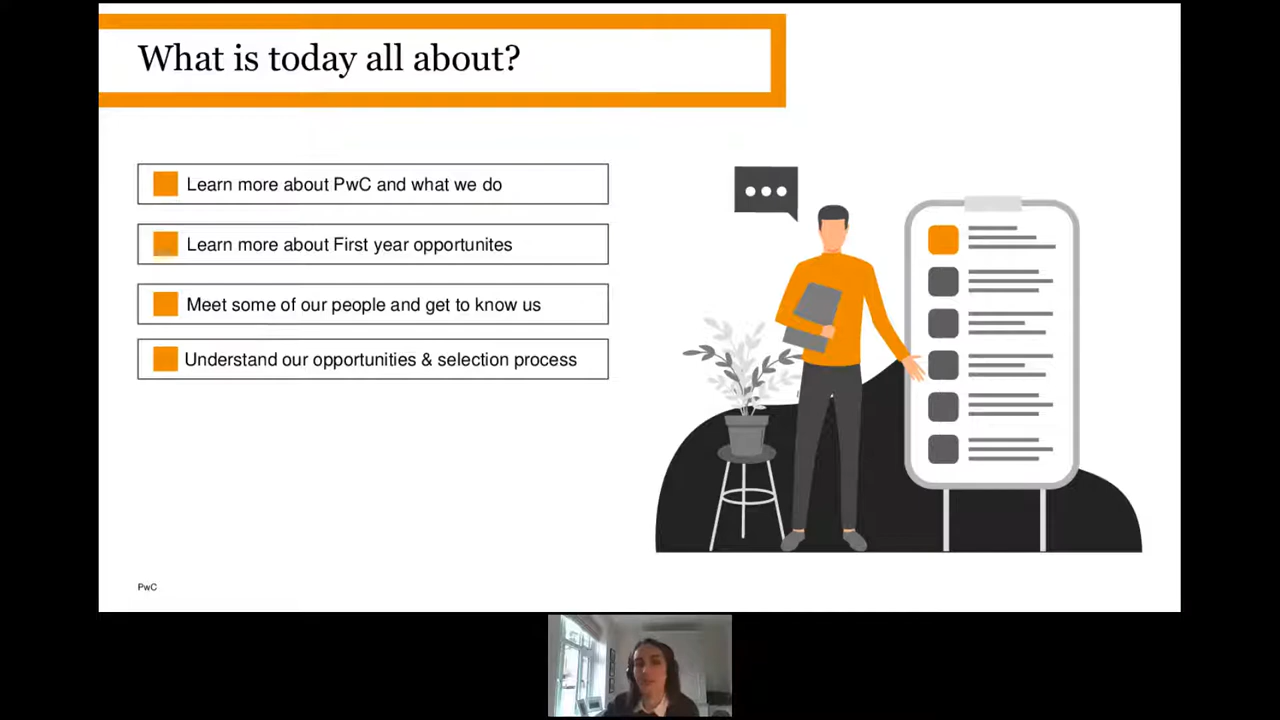 What is today all about?
Learn more about PwC and what we do
Learn more about First year opportunites
Meet some of our people and get to know us
Understand our opportunities & selection process
PwC